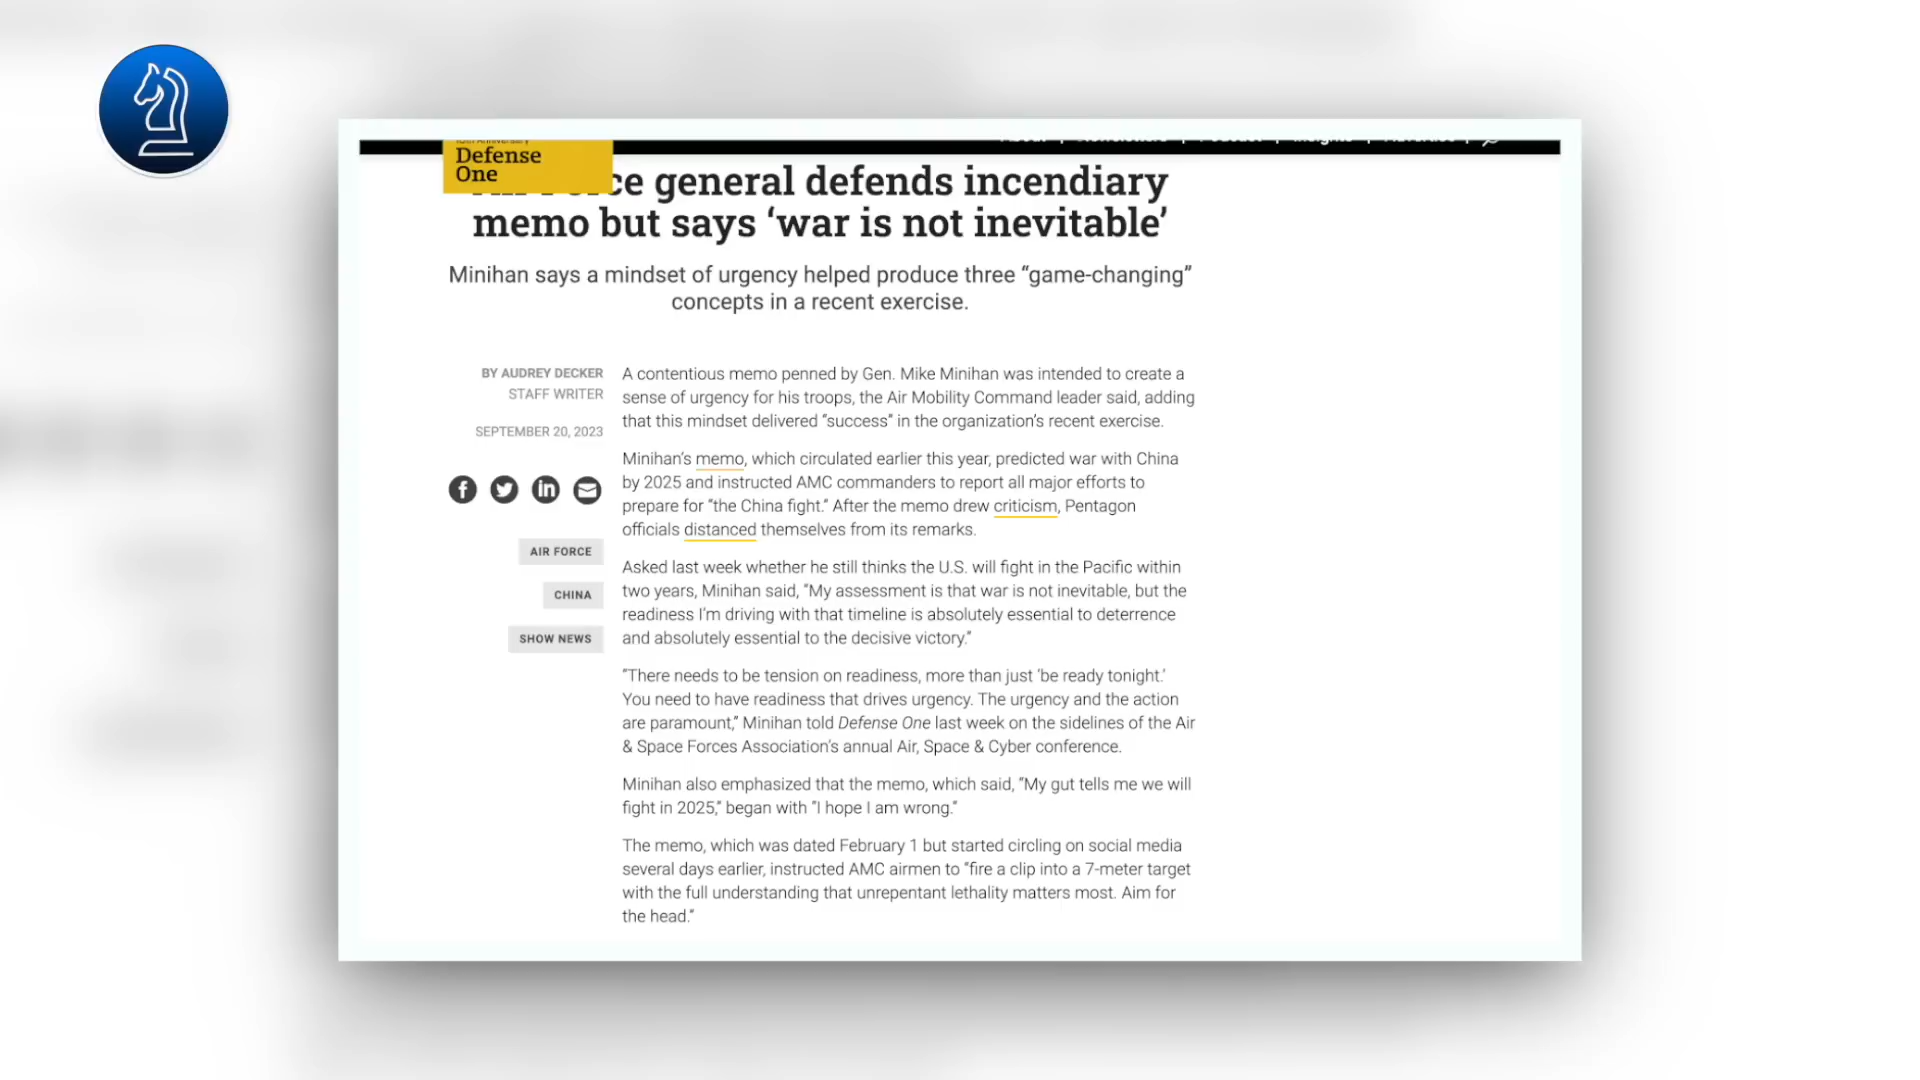 Defense
One
ce general defends incendiary
memo but says ‘war is not inevitable’
Minihan says a mindset of urgency helped produce three “game-changing”
concepts in a recent exercise.
BY AUDREY DECKER
STAFF WRITER
SEPTEMBER 20, 2023
AIR FORCE
CHINA
SHOW NEWS
A contentious memo penned by Gen. Mike Minihan was intended to create a
sense of urgency for his troops, the Air Mobility Command leader said, adding
that this mindset delivered “success” in the organization’s recent exercise.
Minihan’s memo, which circulated earlier this year, predicted war with China
by 2025 and instructed AMC commanders to report all major efforts to
prepare for “the China fight.” After the memo drew criticism, Pentagon
officials distanced themselves from its remarks.
Asked last week whether he still thinks the U.S. will fight in the Pacific within
two years, Minihan said, “My assessment is that war is not inevitable, but the
readiness I’m driving with that timeline is absolutely essential to deterrence
and absolutely essential to the decisive victory.”
“There needs to be tension on readiness, more than just ‘be ready tonight.’
You need to have readiness that drives urgency. The urgency and the action
are paramount,” Minihan told Defense One last week on the sidelines of the Air
& Space Forces Association’s annual Air, Space & Cyber conference.
Minihan also emphasized that the memo, which said, “My gut tells me we will
fight in 2025,” began with “I hope I am wrong.”
The memo, which was dated February 1 but started circling on social media
several days earlier, instructed AMC airmen to “fire a clip into a 7-meter target
with the full understanding that unrepentant lethality matters most. Aim for
the head.”